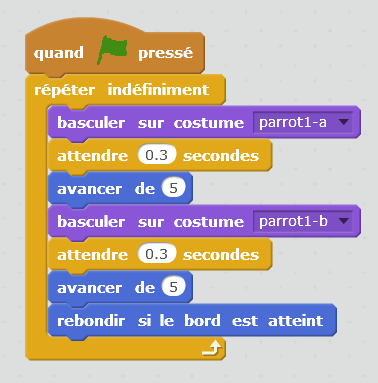 quand pressé
répéter indéfiniment
basculer sur costume parrot1-a
attendre 0.3 secondes
avancer de 5
basculer sur costume parrot1-b
attendre 0.3 secondes
avancer de 5
rebondir si le bord est atteint